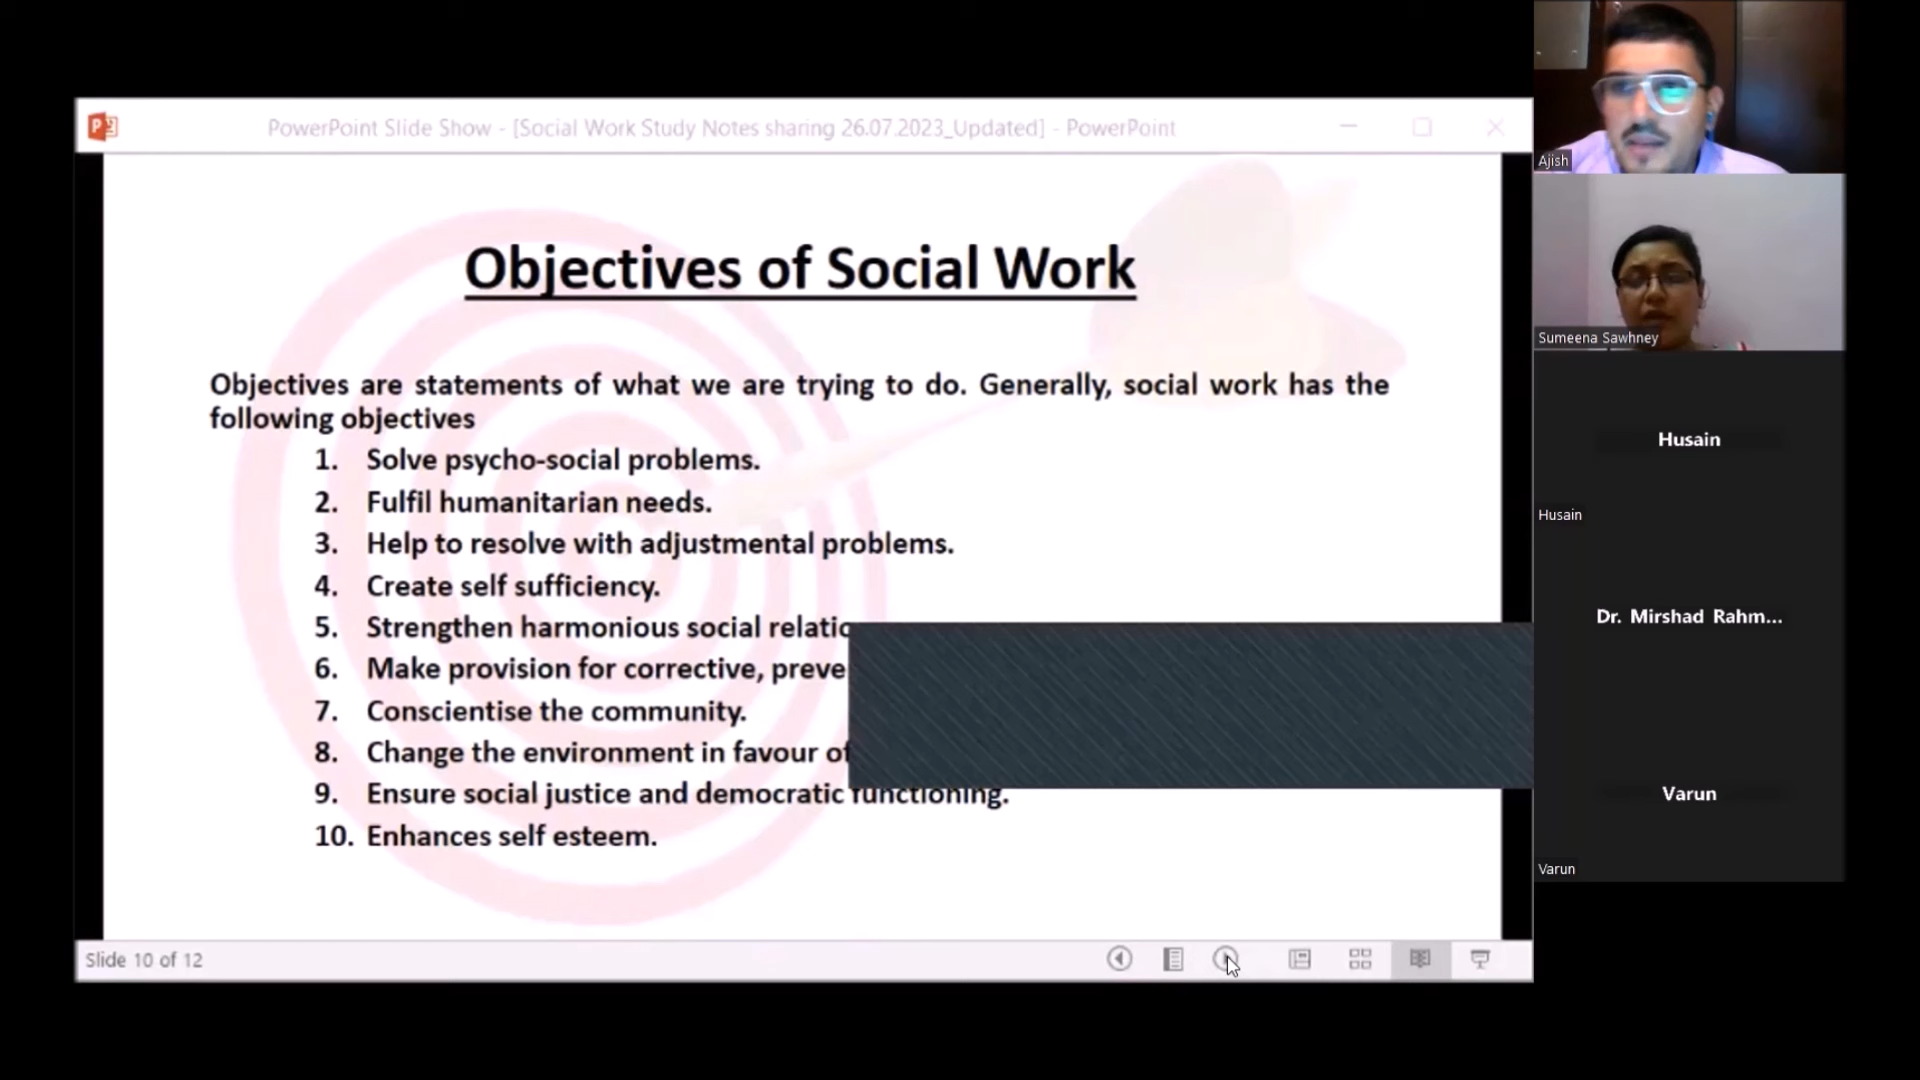 PowerPoint Slide Show - [Social Work Study Notes sharing 26.07.2023_Updated] - PowerPoint
Objectives of Social Work
Objectives are statements of what we are trying to do. Generally, social work has the
following objectives
1. Solve psycho-social problems.
2. Fulfil humanitarian needs.
3. Help to resolve with adjustmental problems.
4. Create self sufficiency.
5. Strengthen harmonious social
6. Make provision for corrective,
7. Conscientise the community.
8. Change the environment in favour of
9. Ensure social justice and democratic functioning.
10. Enhances self esteem.
Slide 10 of 12
Ajish
Sumeena Sawhney
Husain
Husain
Dr. Mirshad Rahm...
Varun
Varun